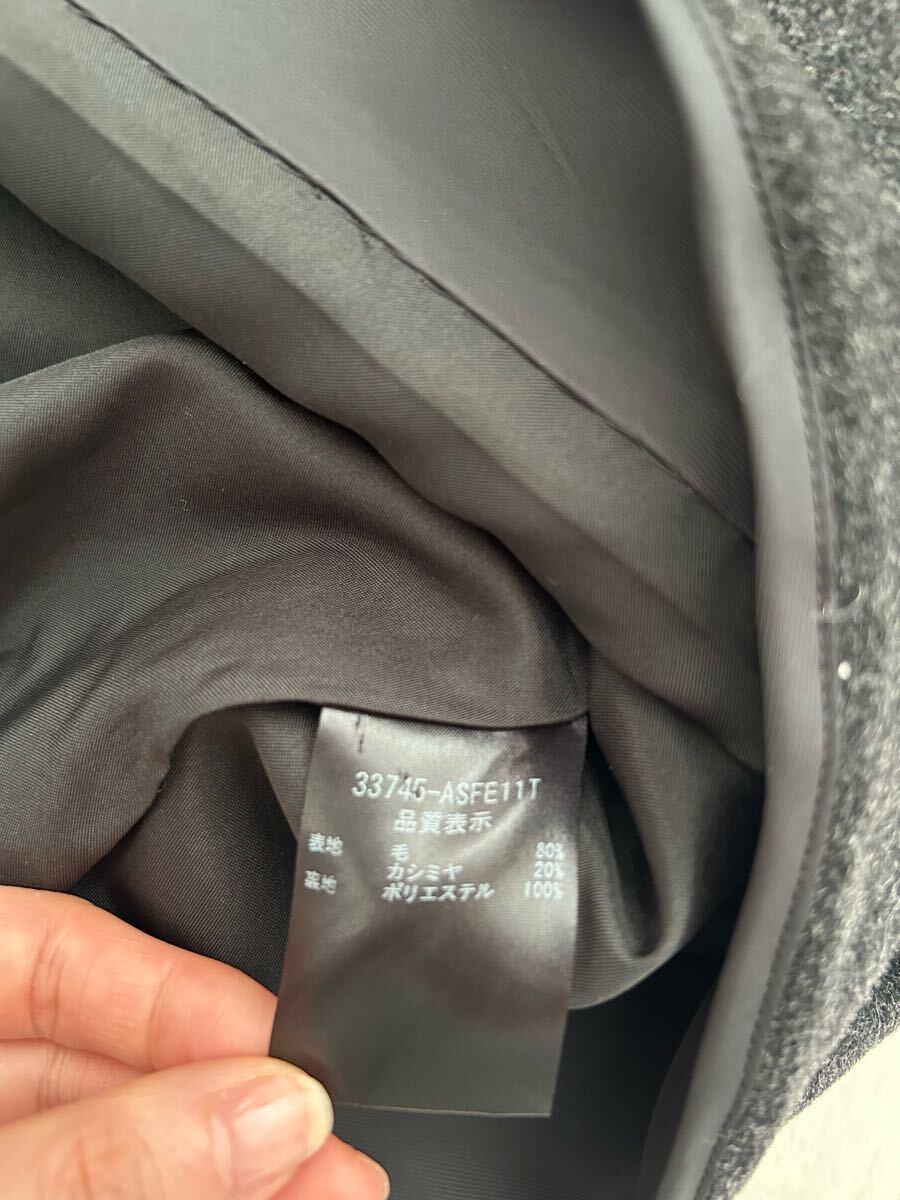 33745-ASFE11T
品質表示
表地 毛 80%
カシミヤ 20%
裏地 ポリエステル 100%